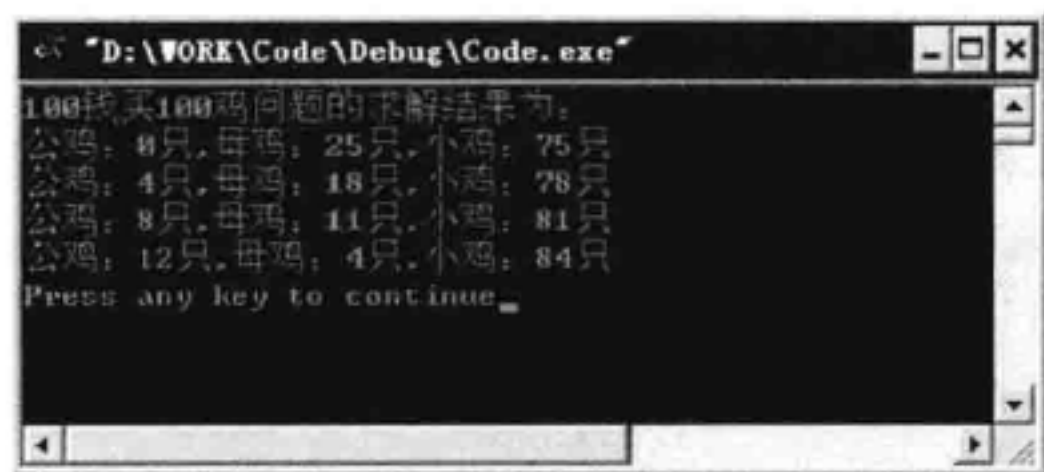 "D:\WORK\Code\Debug\Code.exe"
100钱买100鸡问题的求解结果为:
公鸡: 0只,母鸡: 25只,小鸡: 75只
公鸡: 4只,母鸡: 18只,小鸡: 78只
公鸡: 8只,母鸡: 11只,小鸡: 81只
公鸡: 12只,母鸡: 4只,小鸡: 84只
Press any key to continue_